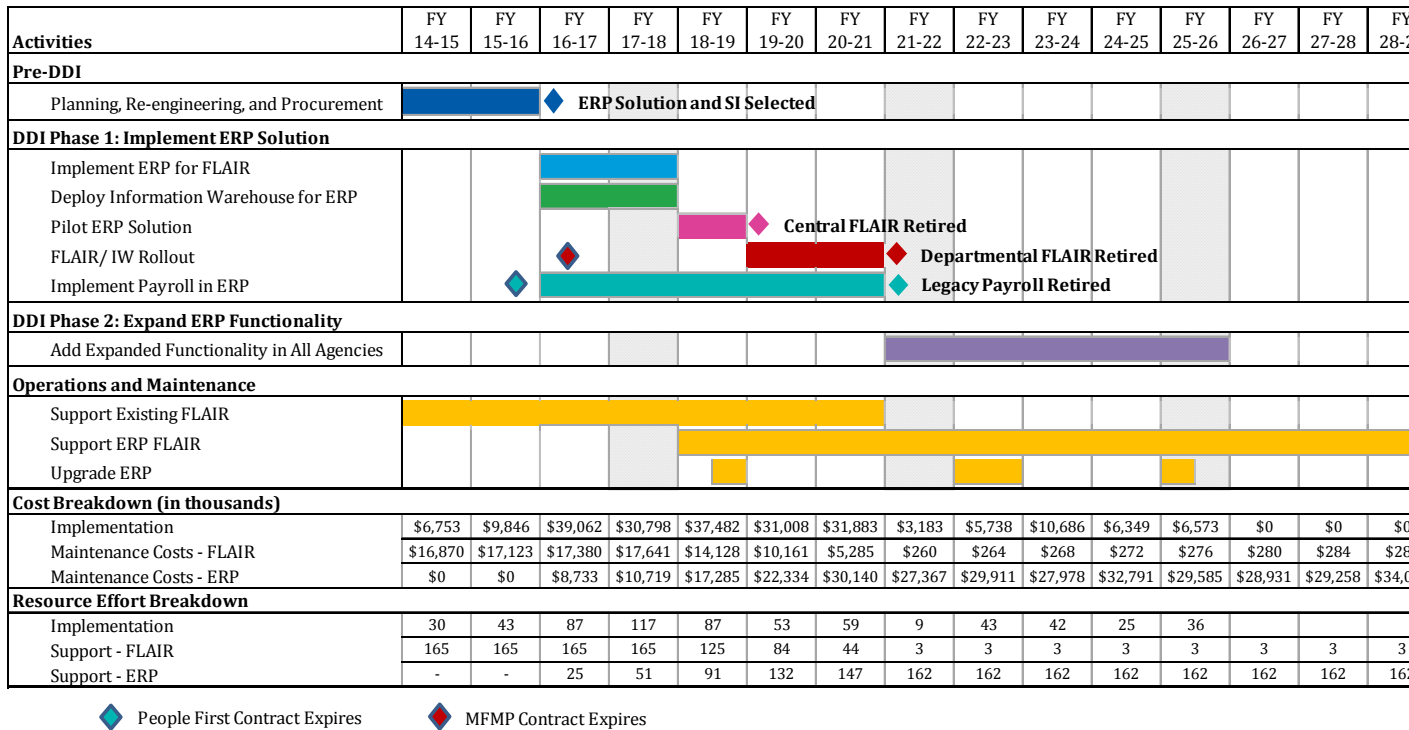 FY FY FY FY FY FY FY FY FY FY FY FY FY FY FY
Activities 14-15 15-16 16-17 17-18 18-19 19-20 20-21 21-22 22-23 23-24 24-25 25-26 26-27 27-28 28-2
Pre-DDI
Planning, Re-engineering, and Procurement ERP Solution and SI Selected
DDI Phase 1: Implement ERP Solution
Implement ERP for FLAIR
Deploy Information Warehouse for ERP
Pilot ERP Solution Central FLAIR Retired
FLAIR/ IW Rollout Departmental FLAIR Retired
Implement Payroll in ERP Legacy Payroll Retired
DDI Phase 2: Expand ERP Functionality
Add Expanded Functionality in All Agencies
Operations and Maintenance
Support Existing FLAIR
Support ERP FLAIR
Upgrade ERP
Cost Breakdown (in thousands)
Implementation $6,753 $9,846 $39,062 $30,798 $37,482 $31,008 $31,883 $3,183 $5,738 $10,686 $6,349 $6,573 $0 $0 $0
Maintenance Costs - FLAIR $16,870 $17,123 $17,380 $17,641 $14,128 $10,161 $5,285 $260 $264 $268 $272 $276 $280 $284 $28
Maintenance Costs - ERP $0 $0 $8,733 $10,719 $17,285 $22,334 $30,140 $27,367 $29,911 $27,978 $32,791 $29,585 $28,931 $29,258 $34,0
Resource Effort Breakdown
Implementation 30 43 87 117 87 53 59 9 43 42 25 36
Support - FLAIR 165 165 165 165 125 84 44 3 3 3 3 3 3 3 3
Support - ERP - - 25 51 91 132 147 162 162 162 162 162 162 162 162
People First Contract Expires MFMP Contract Expires